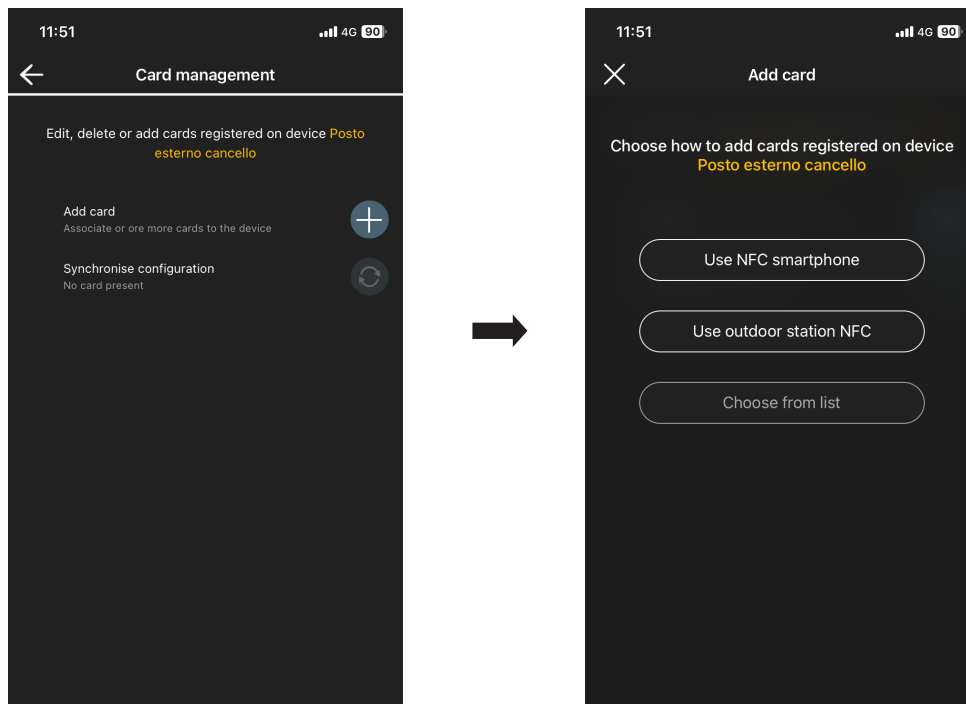 11:51
4G 90
Card management
Edit, delete or add cards registered on device Posto
esterno cancello
Add card
Associate or ore more cards to the device
Synchronise configuration
No card present
11:51
4G 90
Add card
Choose how to add cards registered on device
Posto esterno cancello
Use NFC smartphone
Use outdoor station NFC
Choose from list